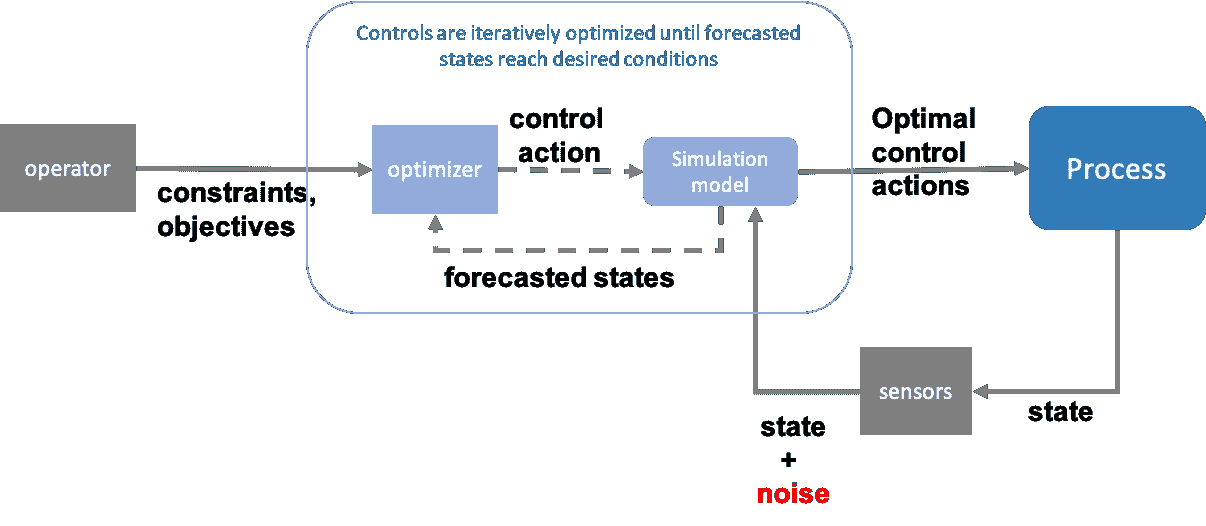 Controls are iteratively optimized until forecasted
states reach desired conditions
operator
constraints,
objectives
optimizer
control
action
Simulation
model
forecasted states
Optimal
control
actions
Process
sensors
state
state
+
noise